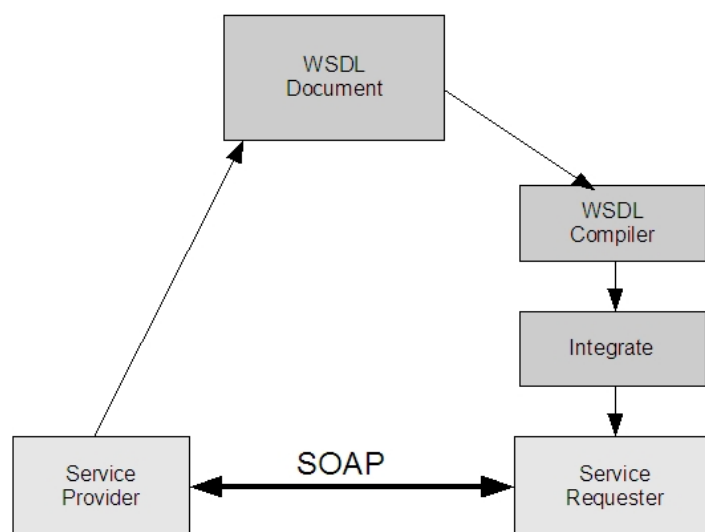 WSDL
Document
WSDL
Compiler
Integrate
SOAP
Service
Provider
Service
Requester